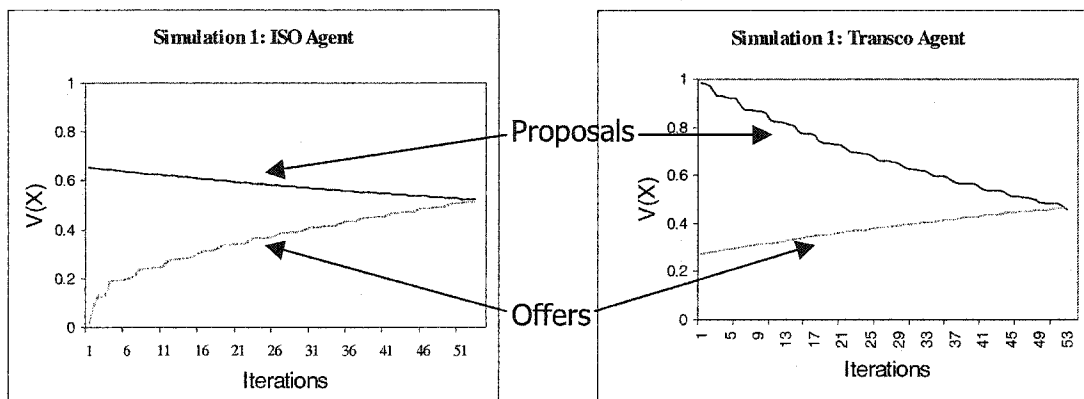 Simulation 1: ISO Agent
1
0.8
0.6
0.4
0.2
0
V(X)
1 6 11 16 21 26 31 36 41 46 51
Iterations
Proposals
Offers
Simulation 1: Transco Agent
1
0.8
0.6
0.4
0.2
0
V(X)
1 5 9 13 17 21 25 29 33 37 41 45 49 53
Iterations